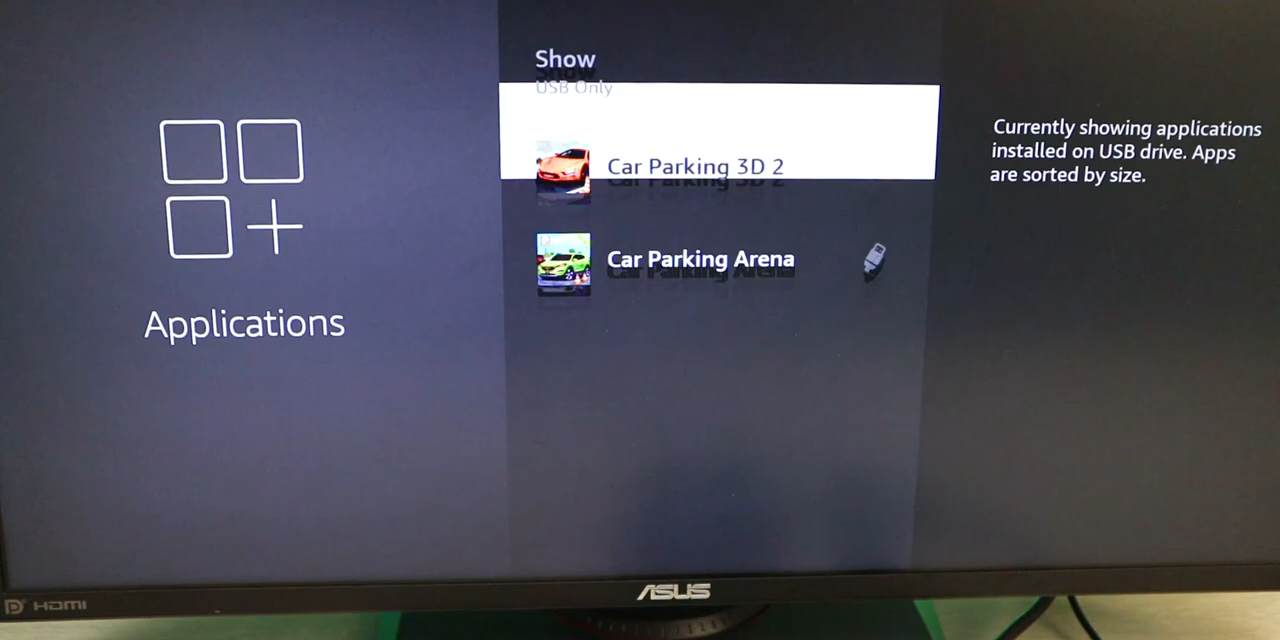 Show
USB Only
Car Parking 3D 2
Car Parking Arena
Applications
Currently showing applications
installed on USB drive. Apps
are sorted by size.
ASUS
HDMI